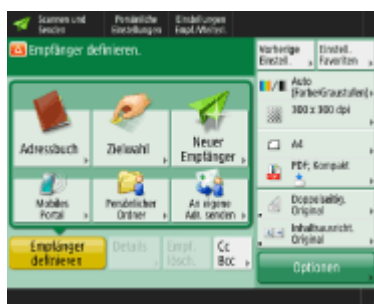 Scannen und
Senden
Persönliche
Einstellungen
Einstellungen
Empf./Weiterl.
Empfänger definieren.
Vorherige
Einstell.
Einstell.
Favoriten
Auto
(Farbe/Graustufen)
300 x 300 dpi
Adressbuch
Zielwahl
Neuer
Empfänger
A4
PDF; Kompakt
Mobiles
Portal
Persönlicher
Ordner
An eigene
Adr. senden
Doppelseitig.
Original
Inhaltsausricht.
Original
Empfänger
definieren
Details
Empf.
lösch.
Cc
Bcc
Optionen